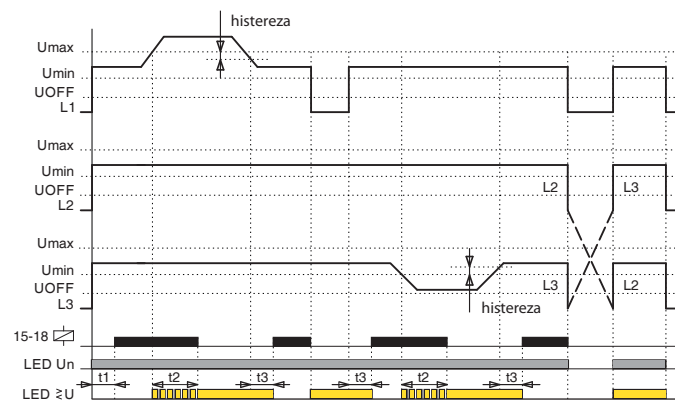 histereza
Umax
Umin
UOFF
L1
Umax
Umin
UOFF
L2
L2
L3
Umax
Umin
UOFF
L3
L3
L2
histereza
15-18
LED Un
t1
t2
t3
t3
t2
t3
LED ≷U